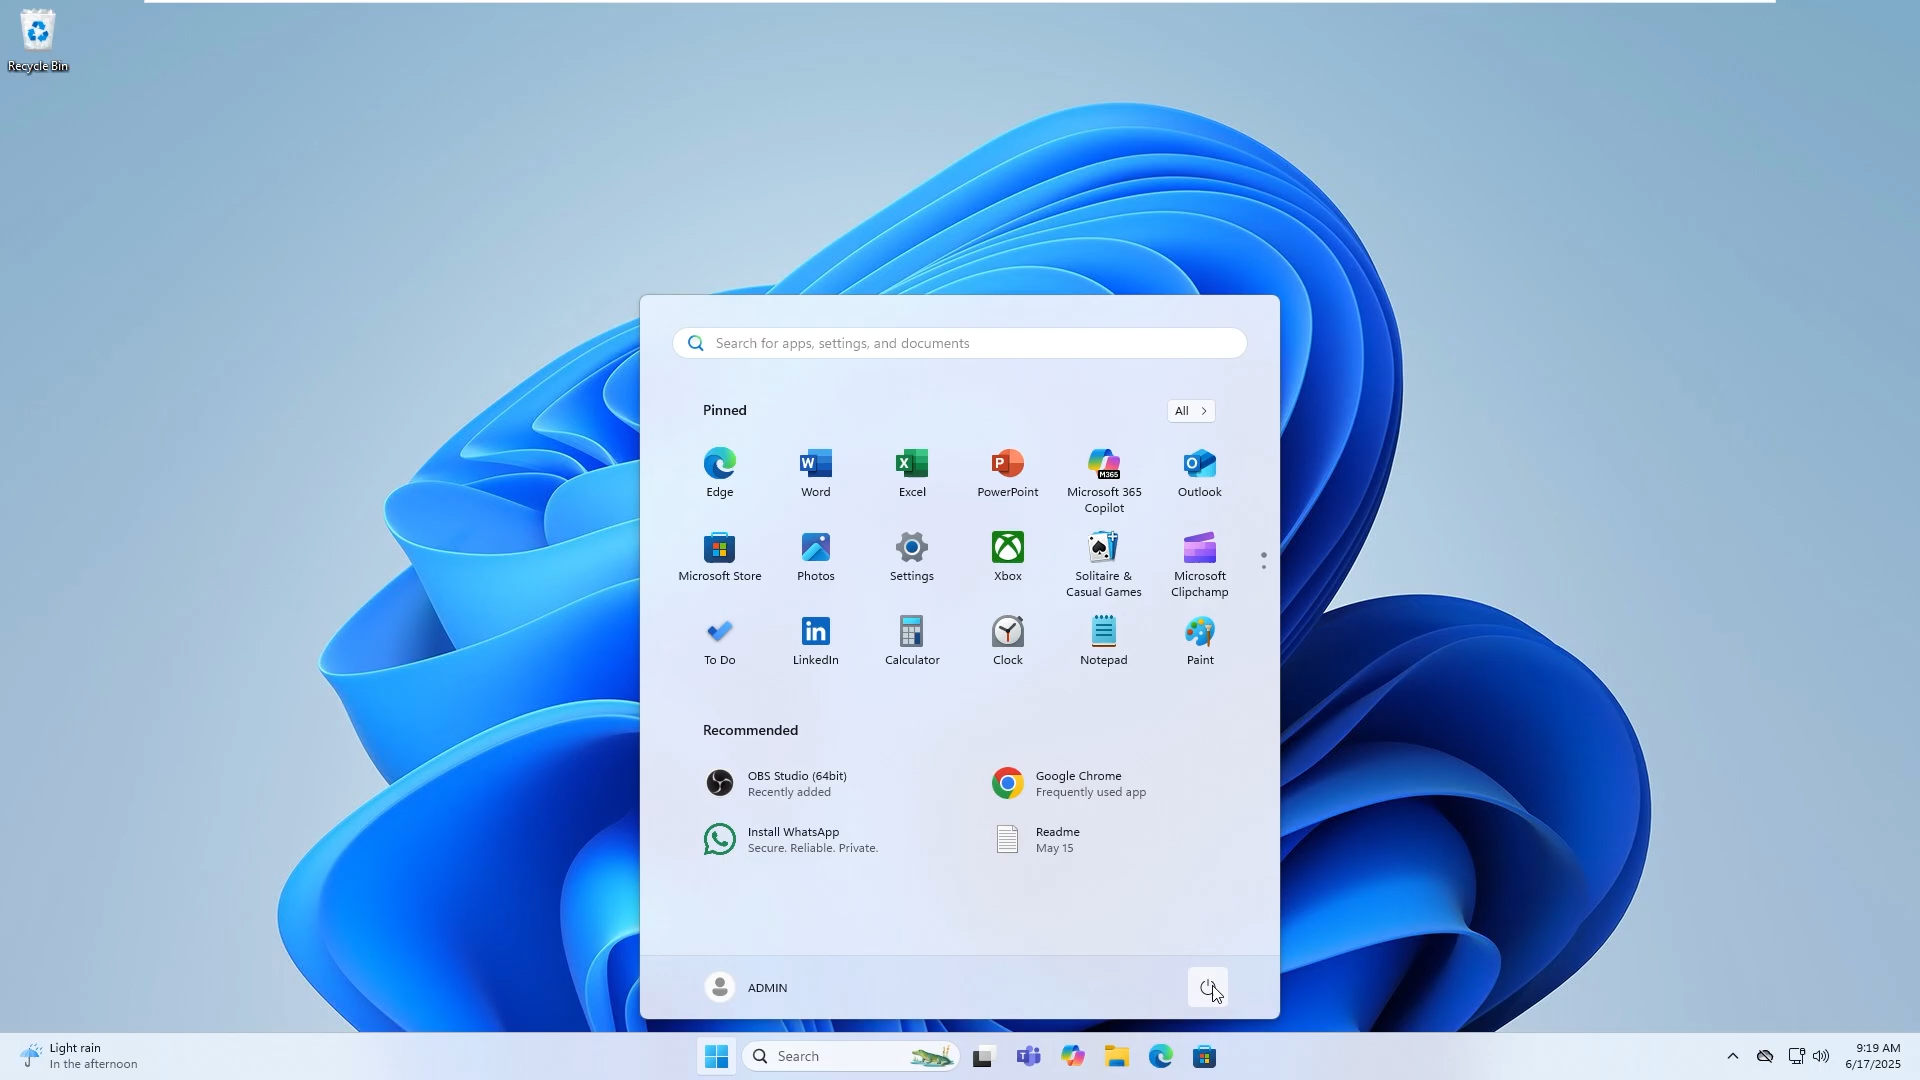 Recycle Bin
Search for apps, settings, and documents
Pinned
All
Edge
Word
Excel
PowerPoint
Microsoft 365
Copilot
Outlook
M365
Microsoft Store
Photos
Settings
Xbox
Solitaire &
Casual Games
Microsoft
Clipchamp
To Do
LinkedIn
Calculator
Clock
Notepad
Paint
Recommended
OBS Studio (64bit)
Recently added
Google Chrome
Frequently used app
Install WhatsApp
Secure. Reliable. Private.
Readme
May 15
ADMIN
Light rain
In the afternoon
Search
9:19 AM
6/17/2025